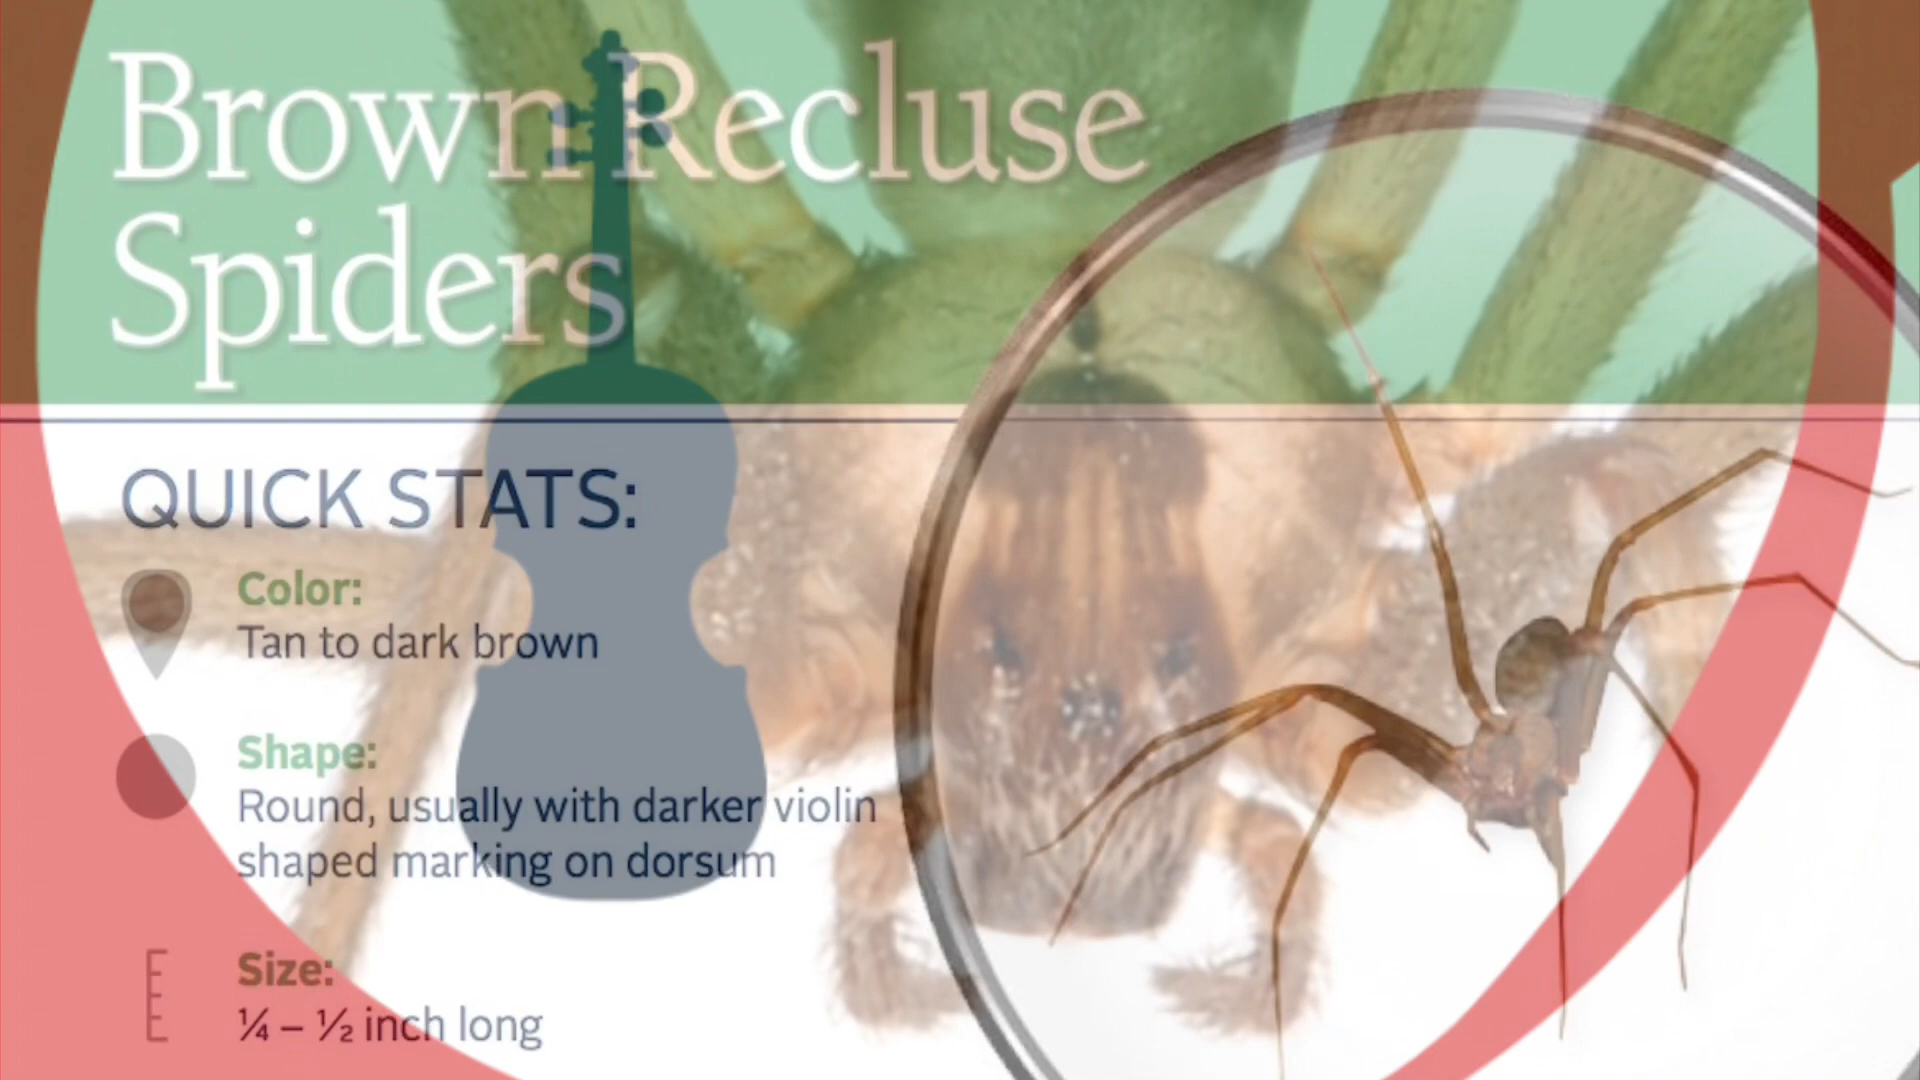 Brown Recluse
Spiders
QUICK STATS:
Color:
Tan to dark brown
Shape:
Round, usually with darker violin
shaped marking on dorsum
Size:
¼ – ½ inch long